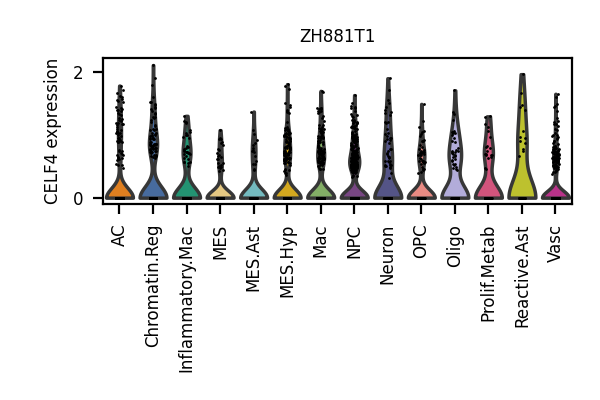 ZH881T1
CELF4 expression
2
0
AC
Chromatin.Reg
Inflammatory.Mac
MES
MES.Ast
MES.Hyp
Mac
NPC
Neuron
OPC
Oligo
Prolif.Metab
Reactive.Ast
Vasc